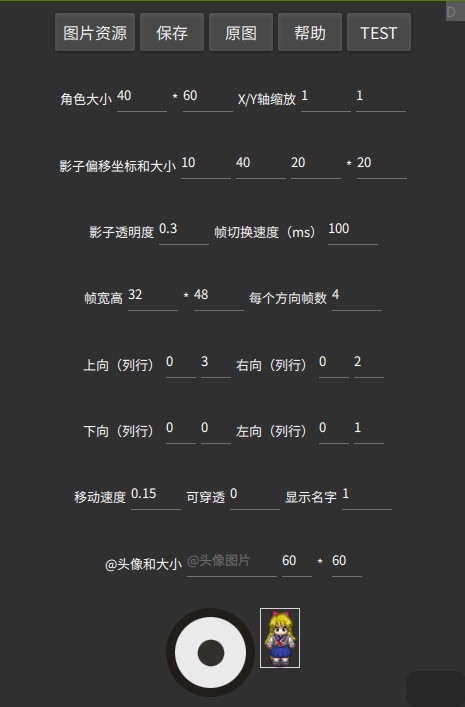 D
图片资源 保存 原图 帮助 TEST
角色大小 40 * 60 X/Y轴缩放 1 1
影子偏移坐标和大小 10 40 20 * 20
影子透明度 0.3 帧切换速度（ms） 100
帧宽高 32 * 48 每个方向帧数 4
上向（列行） 0 3 右向（列行） 0 2
下向（列行） 0 0 左向（列行） 0 1
移动速度 0.15 可穿透 0 显示名字 1
@头像和大小 @头像图片 60 * 60